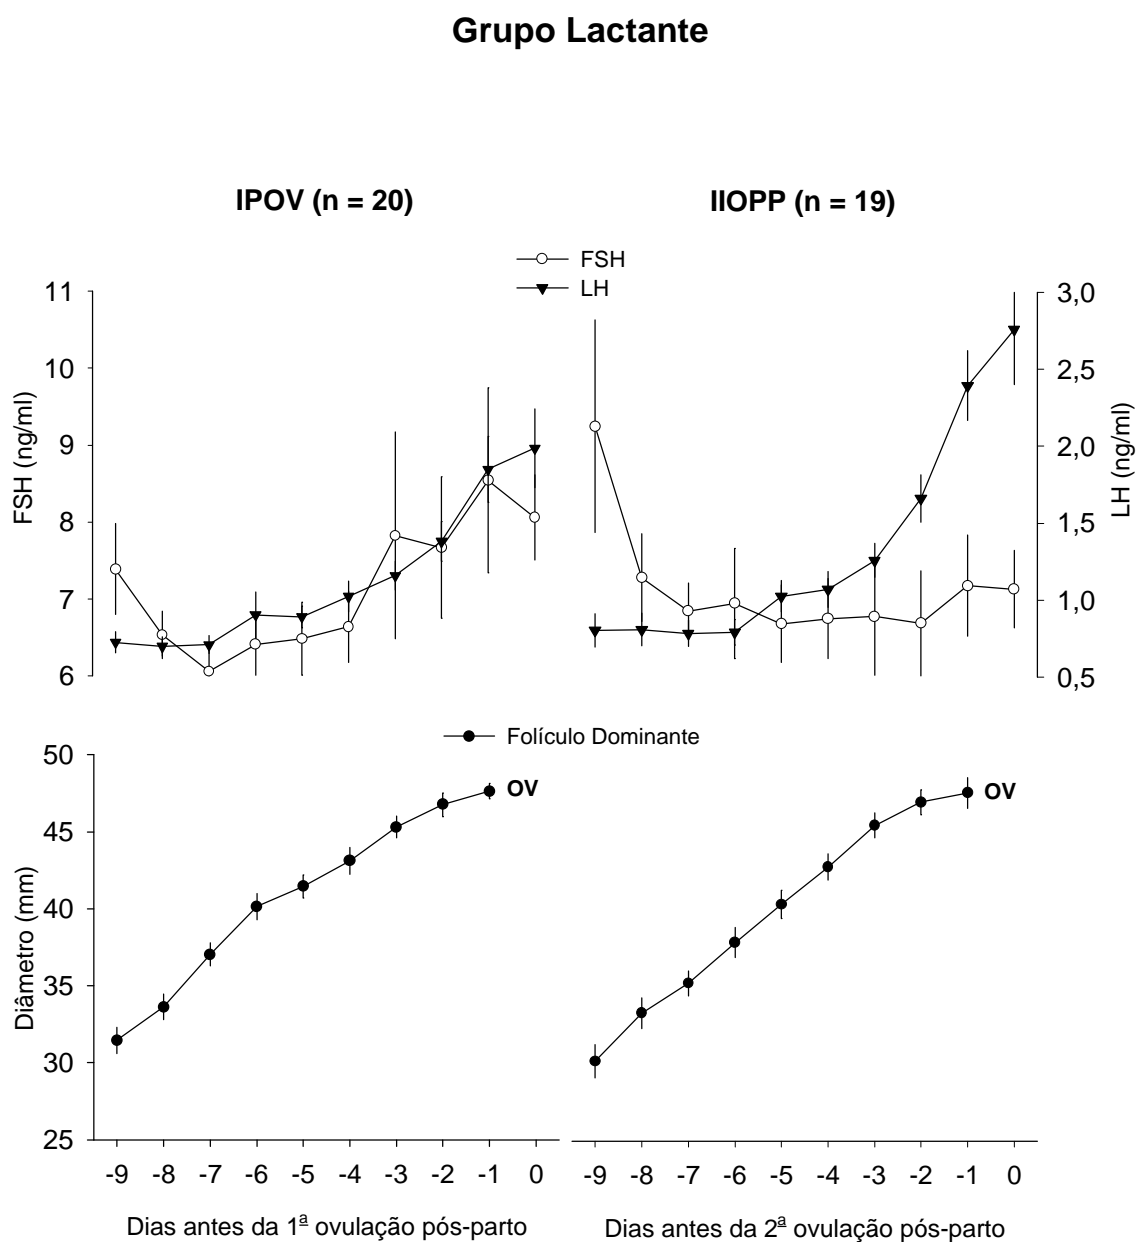 Grupo Lactante
IPOV (n = 20)
IIOPP (n = 19)
FSH
LH
11
10
9
8
7
6
FSH (ng/ml)
3,0
2,5
2,0
1,5
1,0
0,5
LH (ng/ml)
Folículo Dominante
50
45
40
35
30
25
Diâmetro (mm)
OV
OV
-9 -8 -7 -6 -5 -4 -3 -2 -1 0
-9 -8 -7 -6 -5 -4 -3 -2 -1 0
Dias antes da 1ª ovulação pós-parto
Dias antes da 2ª ovulação pós-parto